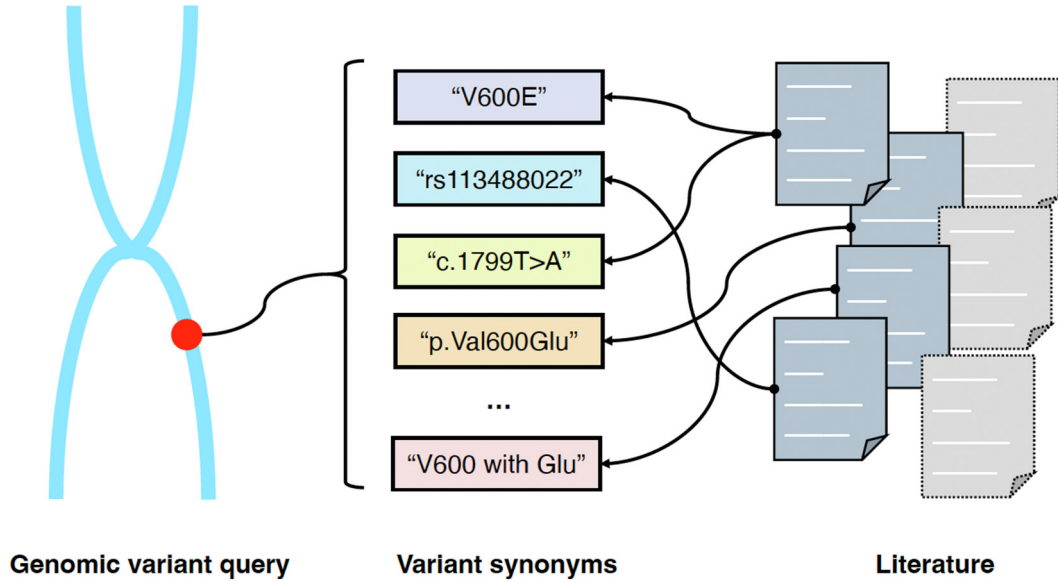 “V600E”
“rs113488022”
“c.1799T>A”
“p.Val600Glu”
...
“V600 with Glu”
Genomic variant query
Variant synonyms
Literature